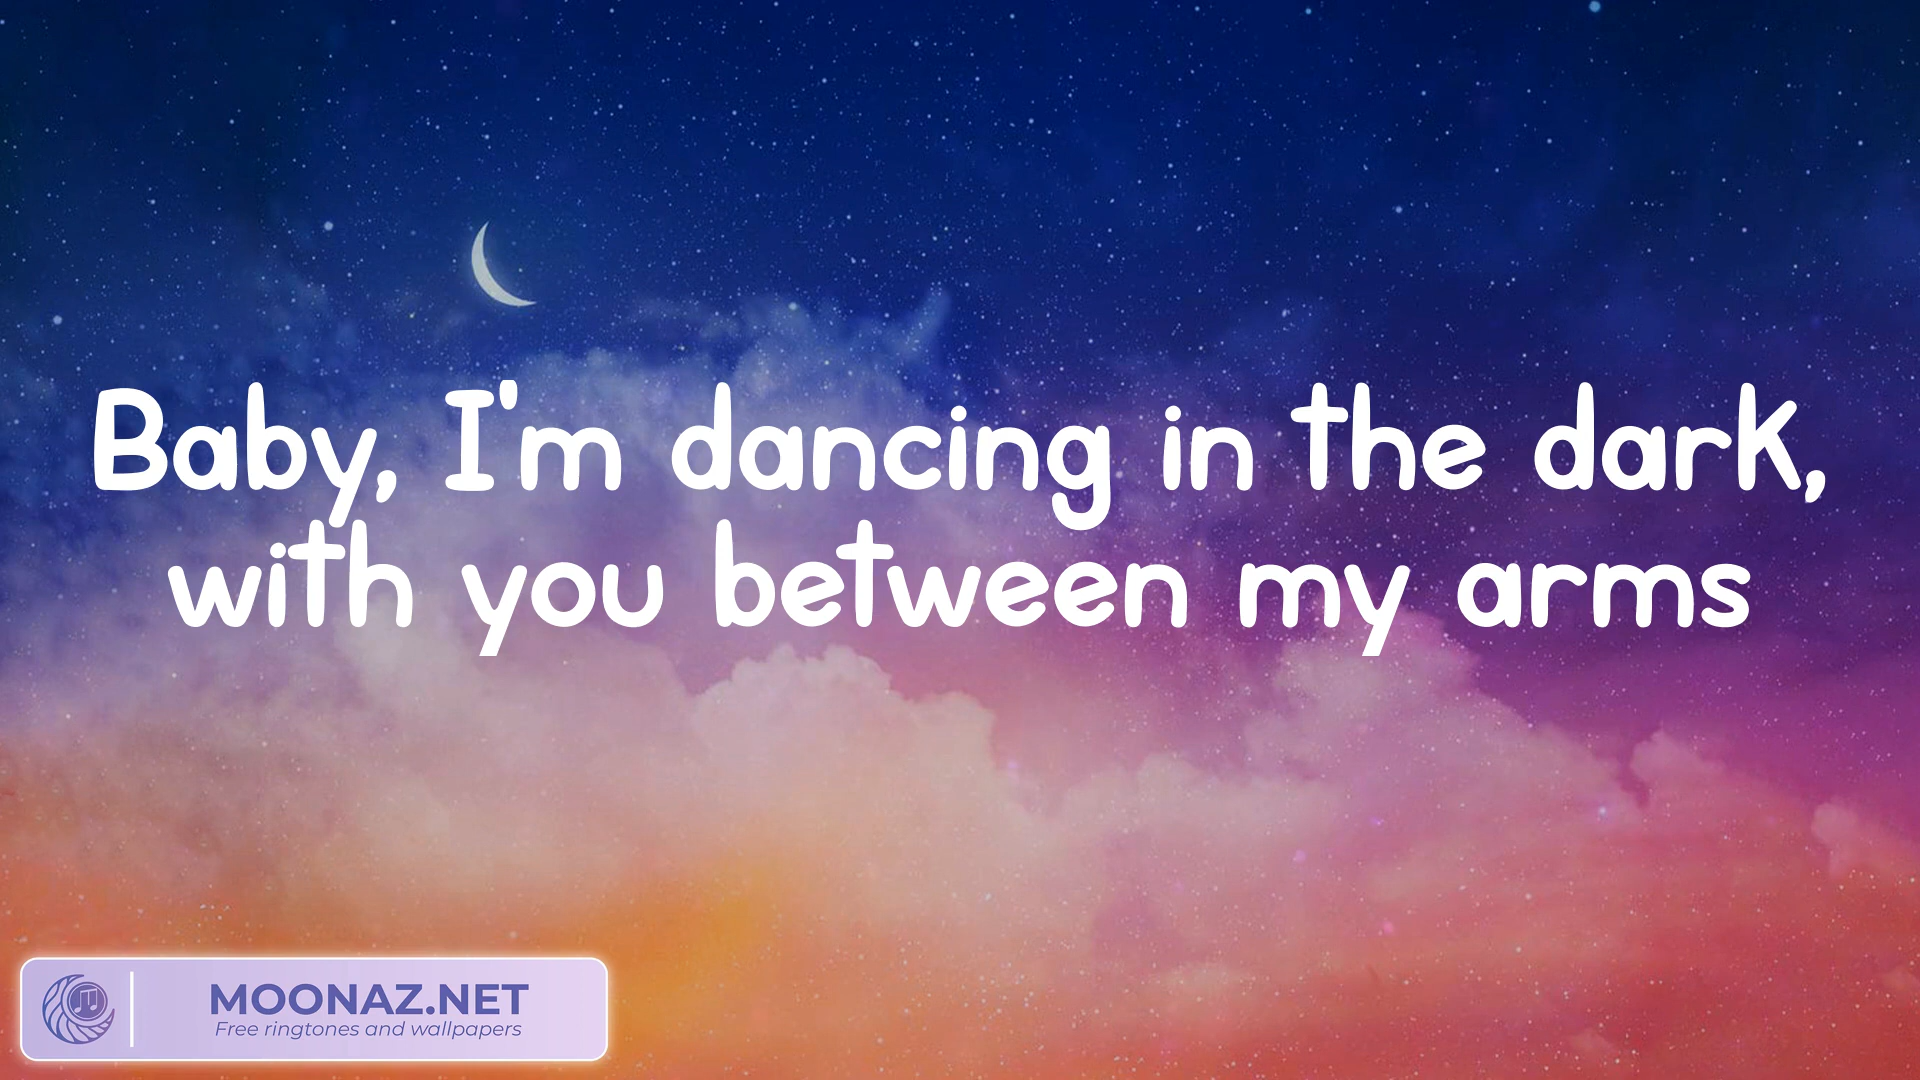 Baby, I'm dancing in the dark,
with you between my arms
MOONAZ.NET
Free ringtones and wallpapers